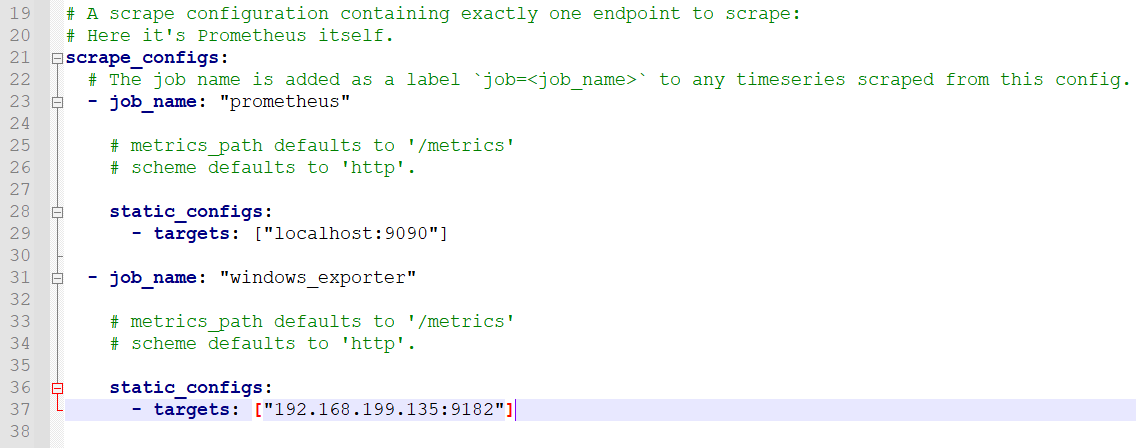 19 # A scrape configuration containing exactly one endpoint to scrape:
20 # Here it's Prometheus itself.
21 scrape_configs:
22   # The job name is added as a label `job=<job_name>` to any timeseries scraped from this config.
23   - job_name: "prometheus"
24
25     # metrics_path defaults to '/metrics'
26     # scheme defaults to 'http'.
27
28     static_configs:
29       - targets: ["localhost:9090"]
30
31   - job_name: "windows_exporter"
32
33     # metrics_path defaults to '/metrics'
34     # scheme defaults to 'http'.
35
36     static_configs:
37       - targets: ["192.168.199.135:9182"]
38